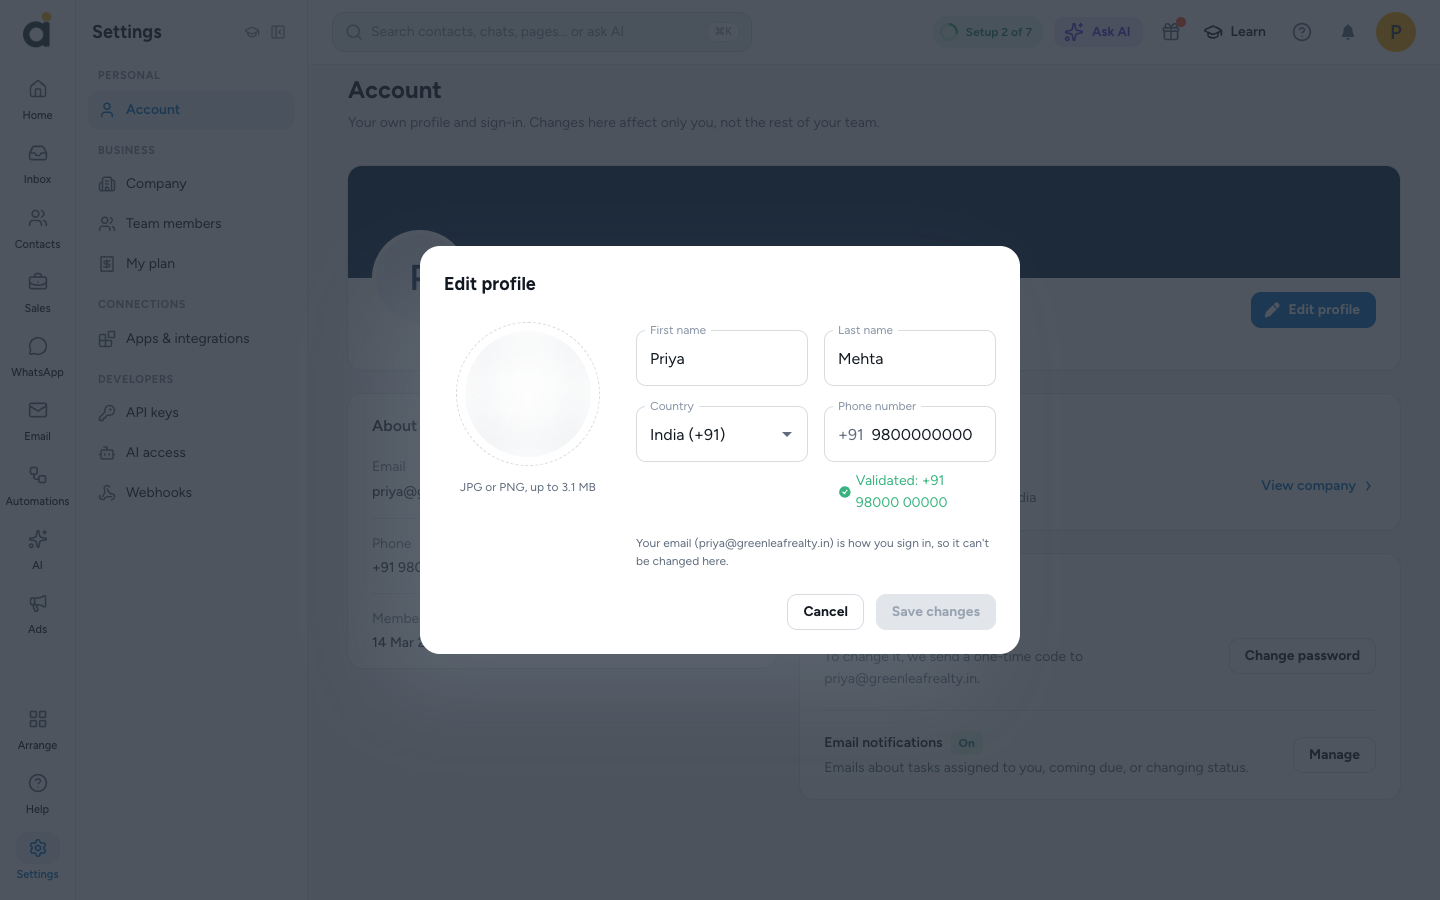 Settings
Search contacts, chats, pages... or ask AI
⌘K
Setup 2 of 7
Ask AI
Learn
P
Home
Inbox
Contacts
Sales
WhatsApp
Email
Automations
AI
Ads
Arrange
Help
Settings
PERSONAL
Account
BUSINESS
Company
Team members
My plan
CONNECTIONS
Apps & integrations
DEVELOPERS
API keys
AI access
Webhooks
Account
Your own profile and sign-in. Changes here affect only you, not the rest of your team.
Edit profile
About
Email
Phone
+91 980
14 Mar
View company
To change it, we send a one-time code to
priya@greenleafrealty.in.
Change password
Email notifications On
Emails about tasks assigned to you, coming due, or changing status.
Manage
Edit profile
JPG or PNG, up to 3.1 MB
First name
Priya
Last name
Mehta
Country
India (+91)
Phone number
+91 9800000000
Validated: +91
98000 00000
Your email (priya@greenleafrealty.in) is how you sign in, so it can't
be changed here.
Cancel
Save changes